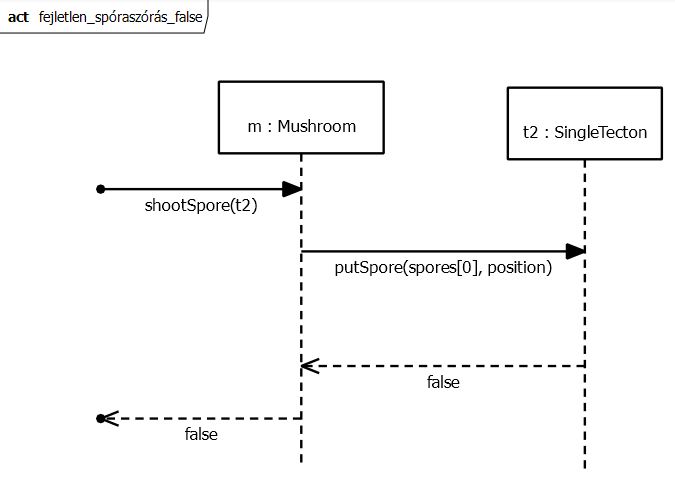 act fejletlen_spóraszórás_false
m : Mushroom
t2 : SingleTecton
shootSpore(t2)
putSpore(spores[0], position)
false
false